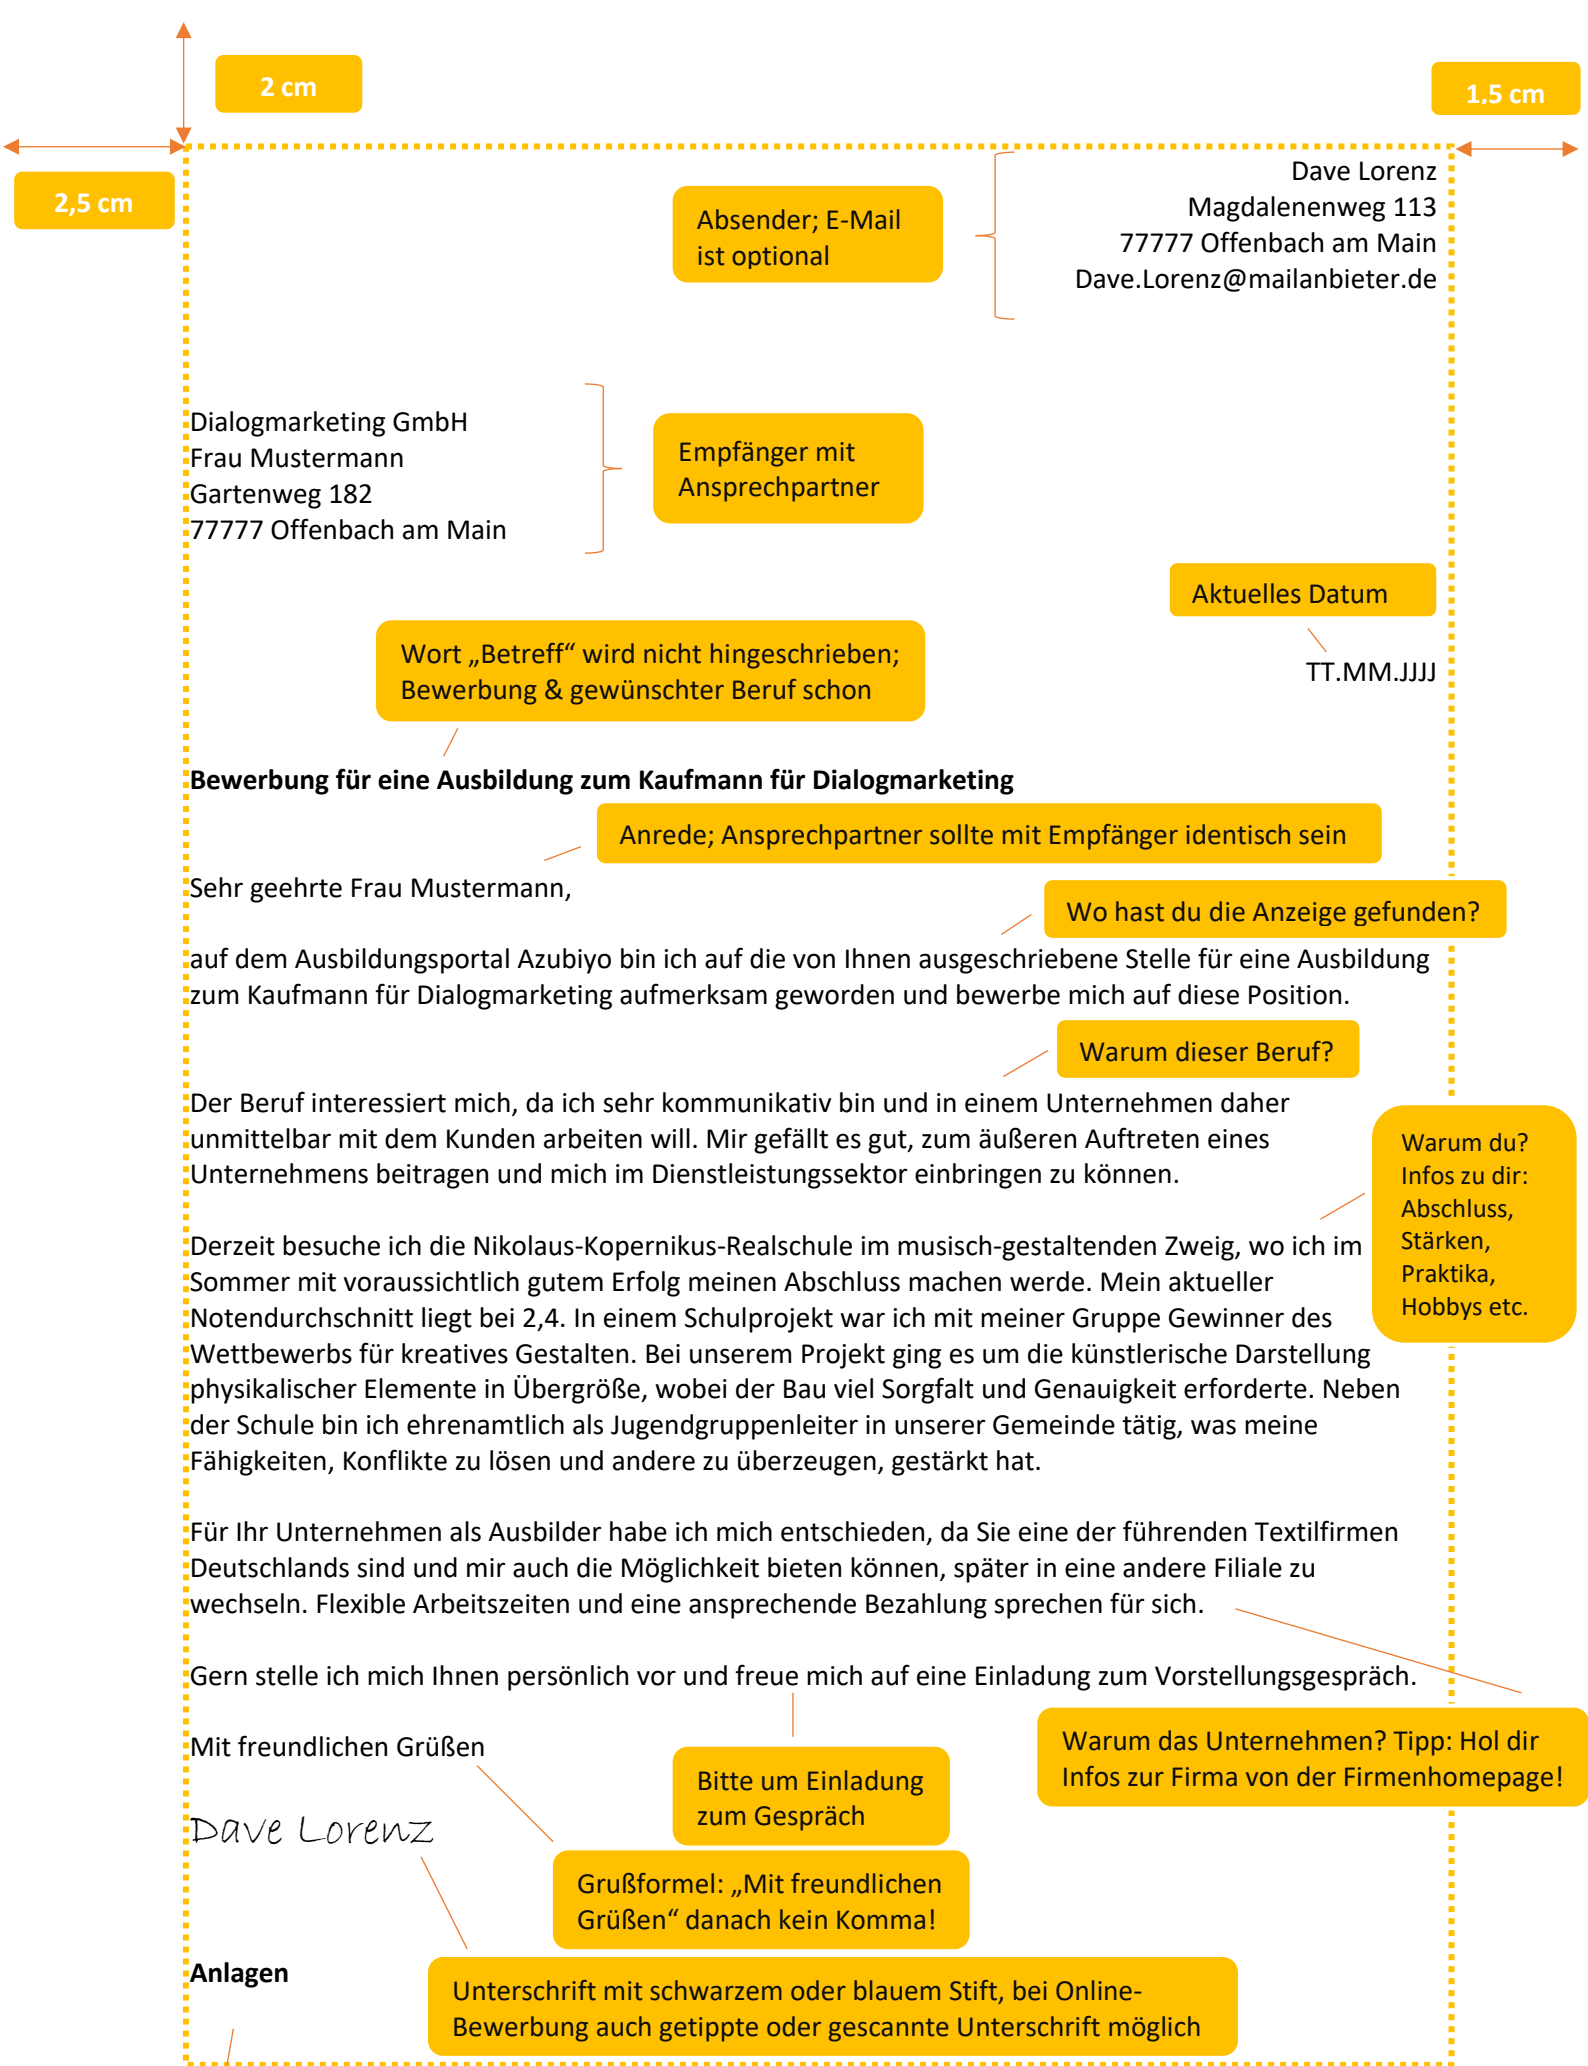 2 cm
1,5 cm
2,5 cm
Absender; E-Mail
ist optional
Dave Lorenz
Magdalenenweg 113
77777 Offenbach am Main
Dave.Lorenz@mailanbieter.de
Dialogmarketing GmbH
Frau Mustermann
Gartenweg 182
77777 Offenbach am Main
Empfänger mit
Ansprechpartner
Aktuelles Datum
TT.MM.JJJJ
Wort „Betreff“ wird nicht hingeschrieben;
Bewerbung & gewünschter Beruf schon
Bewerbung für eine Ausbildung zum Kaufmann für Dialogmarketing
Anrede; Ansprechpartner sollte mit Empfänger identisch sein
Sehr geehrte Frau Mustermann,
Wo hast du die Anzeige gefunden?
auf dem Ausbildungsportal Azubiyo bin ich auf die von Ihnen ausgeschriebene Stelle für eine Ausbildung
zum Kaufmann für Dialogmarketing aufmerksam geworden und bewerbe mich auf diese Position.
Warum dieser Beruf?
Der Beruf interessiert mich, da ich sehr kommunikativ bin und in einem Unternehmen daher
unmittelbar mit dem Kunden arbeiten will. Mir gefällt es gut, zum äußeren Auftreten eines
Unternehmens beitragen und mich im Dienstleistungssektor einbringen zu können.
Warum du?
Infos zu dir:
Abschluss,
Stärken,
Praktika,
Hobbys etc.
Derzeit besuche ich die Nikolaus-Kopernikus-Realschule im musisch-gestaltenden Zweig, wo ich im
Sommer mit voraussichtlich gutem Erfolg meinen Abschluss machen werde. Mein aktueller
Notendurchschnitt liegt bei 2,4. In einem Schulprojekt war ich mit meiner Gruppe Gewinner des
Wettbewerbs für kreatives Gestalten. Bei unserem Projekt ging es um die künstlerische Darstellung
physikalischer Elemente in Übergröße, wobei der Bau viel Sorgfalt und Genauigkeit erforderte. Neben
der Schule bin ich ehrenamtlich als Jugendgruppenleiter in unserer Gemeinde tätig, was meine
Fähigkeiten, Konflikte zu lösen und andere zu überzeugen, gestärkt hat.
Für Ihr Unternehmen als Ausbilder habe ich mich entschieden, da Sie eine der führenden Textilfirmen
Deutschlands sind und mir auch die Möglichkeit bieten können, später in eine andere Filiale zu
wechseln. Flexible Arbeitszeiten und eine ansprechende Bezahlung sprechen für sich.
Gern stelle ich mich Ihnen persönlich vor und freue mich auf eine Einladung zum Vorstellungsgespräch.
Warum das Unternehmen? Tipp: Hol dir
Infos zur Firma von der Firmenhomepage!
Mit freundlichen Grüßen
Bitte um Einladung
zum Gespräch
Dave Lorenz
Grußformel: „Mit freundlichen
Grüßen“ danach kein Komma!
Anlagen
Unterschrift mit schwarzem oder blauem Stift, bei Online-
Bewerbung auch getippte oder gescannte Unterschrift möglich